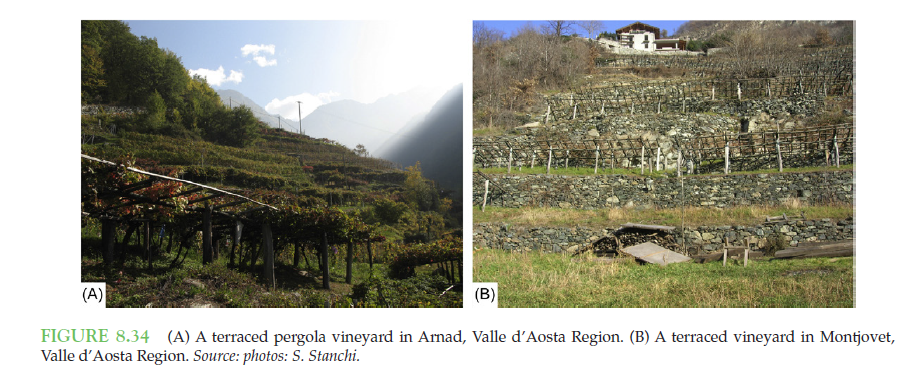 (A)
(B)
FIGURE 8.34 (A) A terraced pergola vineyard in Arnad, Valle d'Aosta Region. (B) A terraced vineyard in Montjovet,
Valle d'Aosta Region. Source: photos: S. Stanchi.